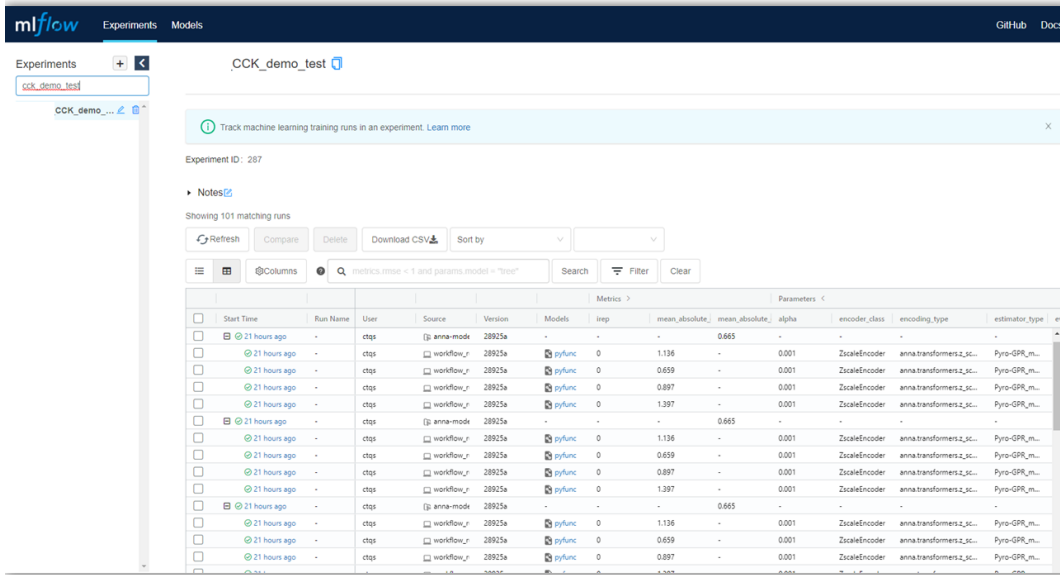 mlflow Experiments Models GitHub Docs
Experiments
cck_demo_test
CCK_demo_...
CCK_demo_test
Track machine learning training runs in an experiment. Learn more
Experiment ID: 287
Notes
Showing 101 matching runs
Refresh Compare Delete Download CSV Sort by
Columns metrics.rmse < 1 and params.model = "tree" Search Filter Clear
Metrics > Parameters <
Start Time Run Name User Source Version Models irep mean_absolute_ mean_absolute_ alpha encoder_class encoding_type estimator_type
21 hours ago - ctqs anna-mode 28925a - - - 0.665 - - - -
21 hours ago - ctqs workflow_r 28925a pyfunc 0 1.136 - 0.001 ZscaleEncoder anna.transformers.z_sc... Pyro-GPR_m...
21 hours ago - ctqs workflow_r 28925a pyfunc 0 0.659 - 0.001 ZscaleEncoder anna.transformers.z_sc... Pyro-GPR_m...
21 hours ago - ctqs workflow_r 28925a pyfunc 0 0.897 - 0.001 ZscaleEncoder anna.transformers.z_sc... Pyro-GPR_m...
21 hours ago - ctqs workflow_r 28925a pyfunc 0 1.397 - 0.001 ZscaleEncoder anna.transformers.z_sc... Pyro-GPR_m...
21 hours ago - ctqs anna-mode 28925a - - - 0.665 - - - -
21 hours ago - ctqs workflow_r 28925a pyfunc 0 1.136 - 0.001 ZscaleEncoder anna.transformers.z_sc... Pyro-GPR_m...
21 hours ago - ctqs workflow_r 28925a pyfunc 0 0.659 - 0.001 ZscaleEncoder anna.transformers.z_sc... Pyro-GPR_m...
21 hours ago - ctqs workflow_r 28925a pyfunc 0 0.897 - 0.001 ZscaleEncoder anna.transformers.z_sc... Pyro-GPR_m...
21 hours ago - ctqs workflow_r 28925a pyfunc 0 1.397 - 0.001 ZscaleEncoder anna.transformers.z_sc... Pyro-GPR_m...
21 hours ago - ctqs anna-mode 28925a - - - 0.665 - - - -
21 hours ago - ctqs workflow_r 28925a pyfunc 0 1.136 - 0.001 ZscaleEncoder anna.transformers.z_sc... Pyro-GPR_m...
21 hours ago - ctqs workflow_r 28925a pyfunc 0 0.659 - 0.001 ZscaleEncoder anna.transformers.z_sc... Pyro-GPR_m...
21 hours ago - ctqs workflow_r 28925a pyfunc 0 0.897 - 0.001 ZscaleEncoder anna.transformers.z_sc... Pyro-GPR_m...